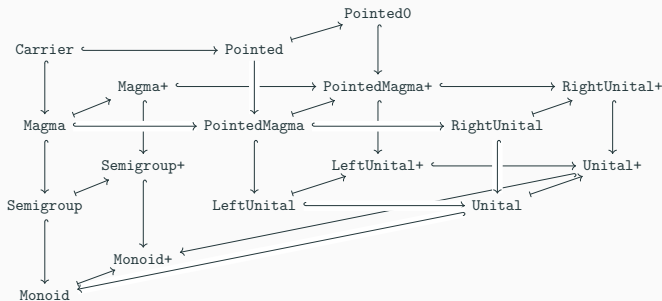 Pointed0
Carrier Pointed
Magma+ PointedMagma+ RightUnital+
Magma PointedMagma RightUnital
Semigroup+ LeftUnital+ Unital+
Semigroup LeftUnital Unital
Monoid+
Monoid